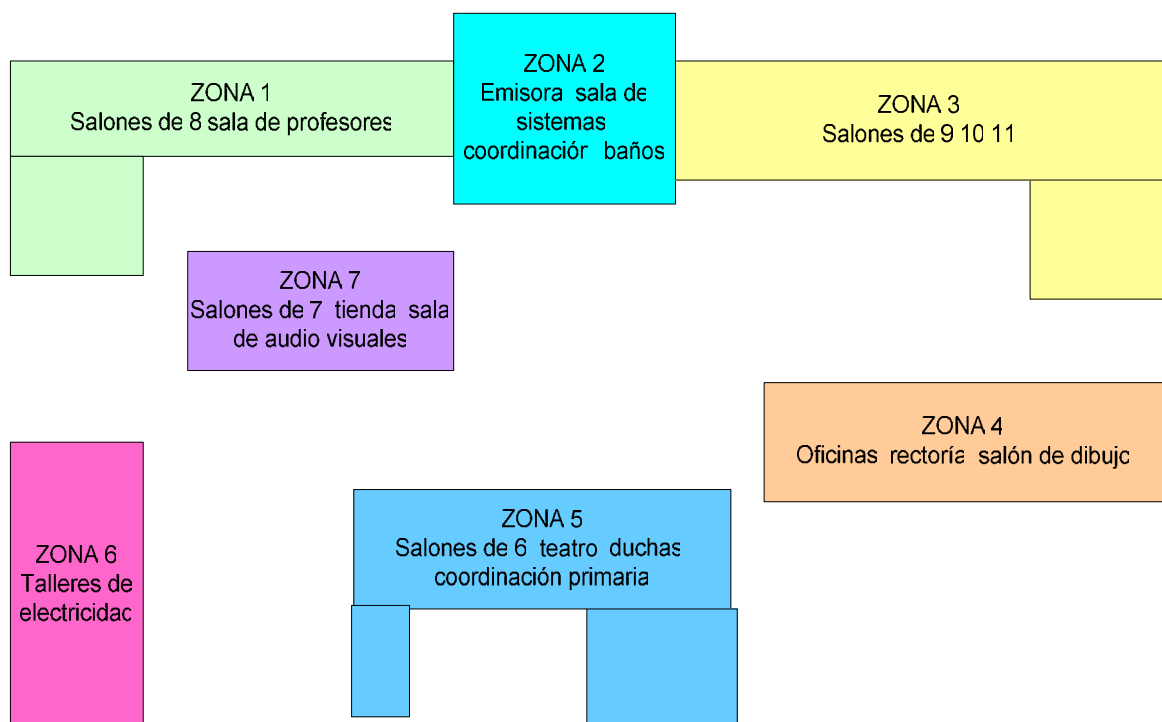 ZONA 1
Salones de 8 sala de profesores
ZONA 2
Emisora sala de
sistemas
coordinación baños
ZONA 3
Salones de 9 10 11
ZONA 7
Salones de 7 tienda sala
de audio visuales
ZONA 4
Oficinas rectoría salón de dibujo
ZONA 5
Salones de 6 teatro duchas
coordinación primaria
ZONA 6
Talleres de
electricidad